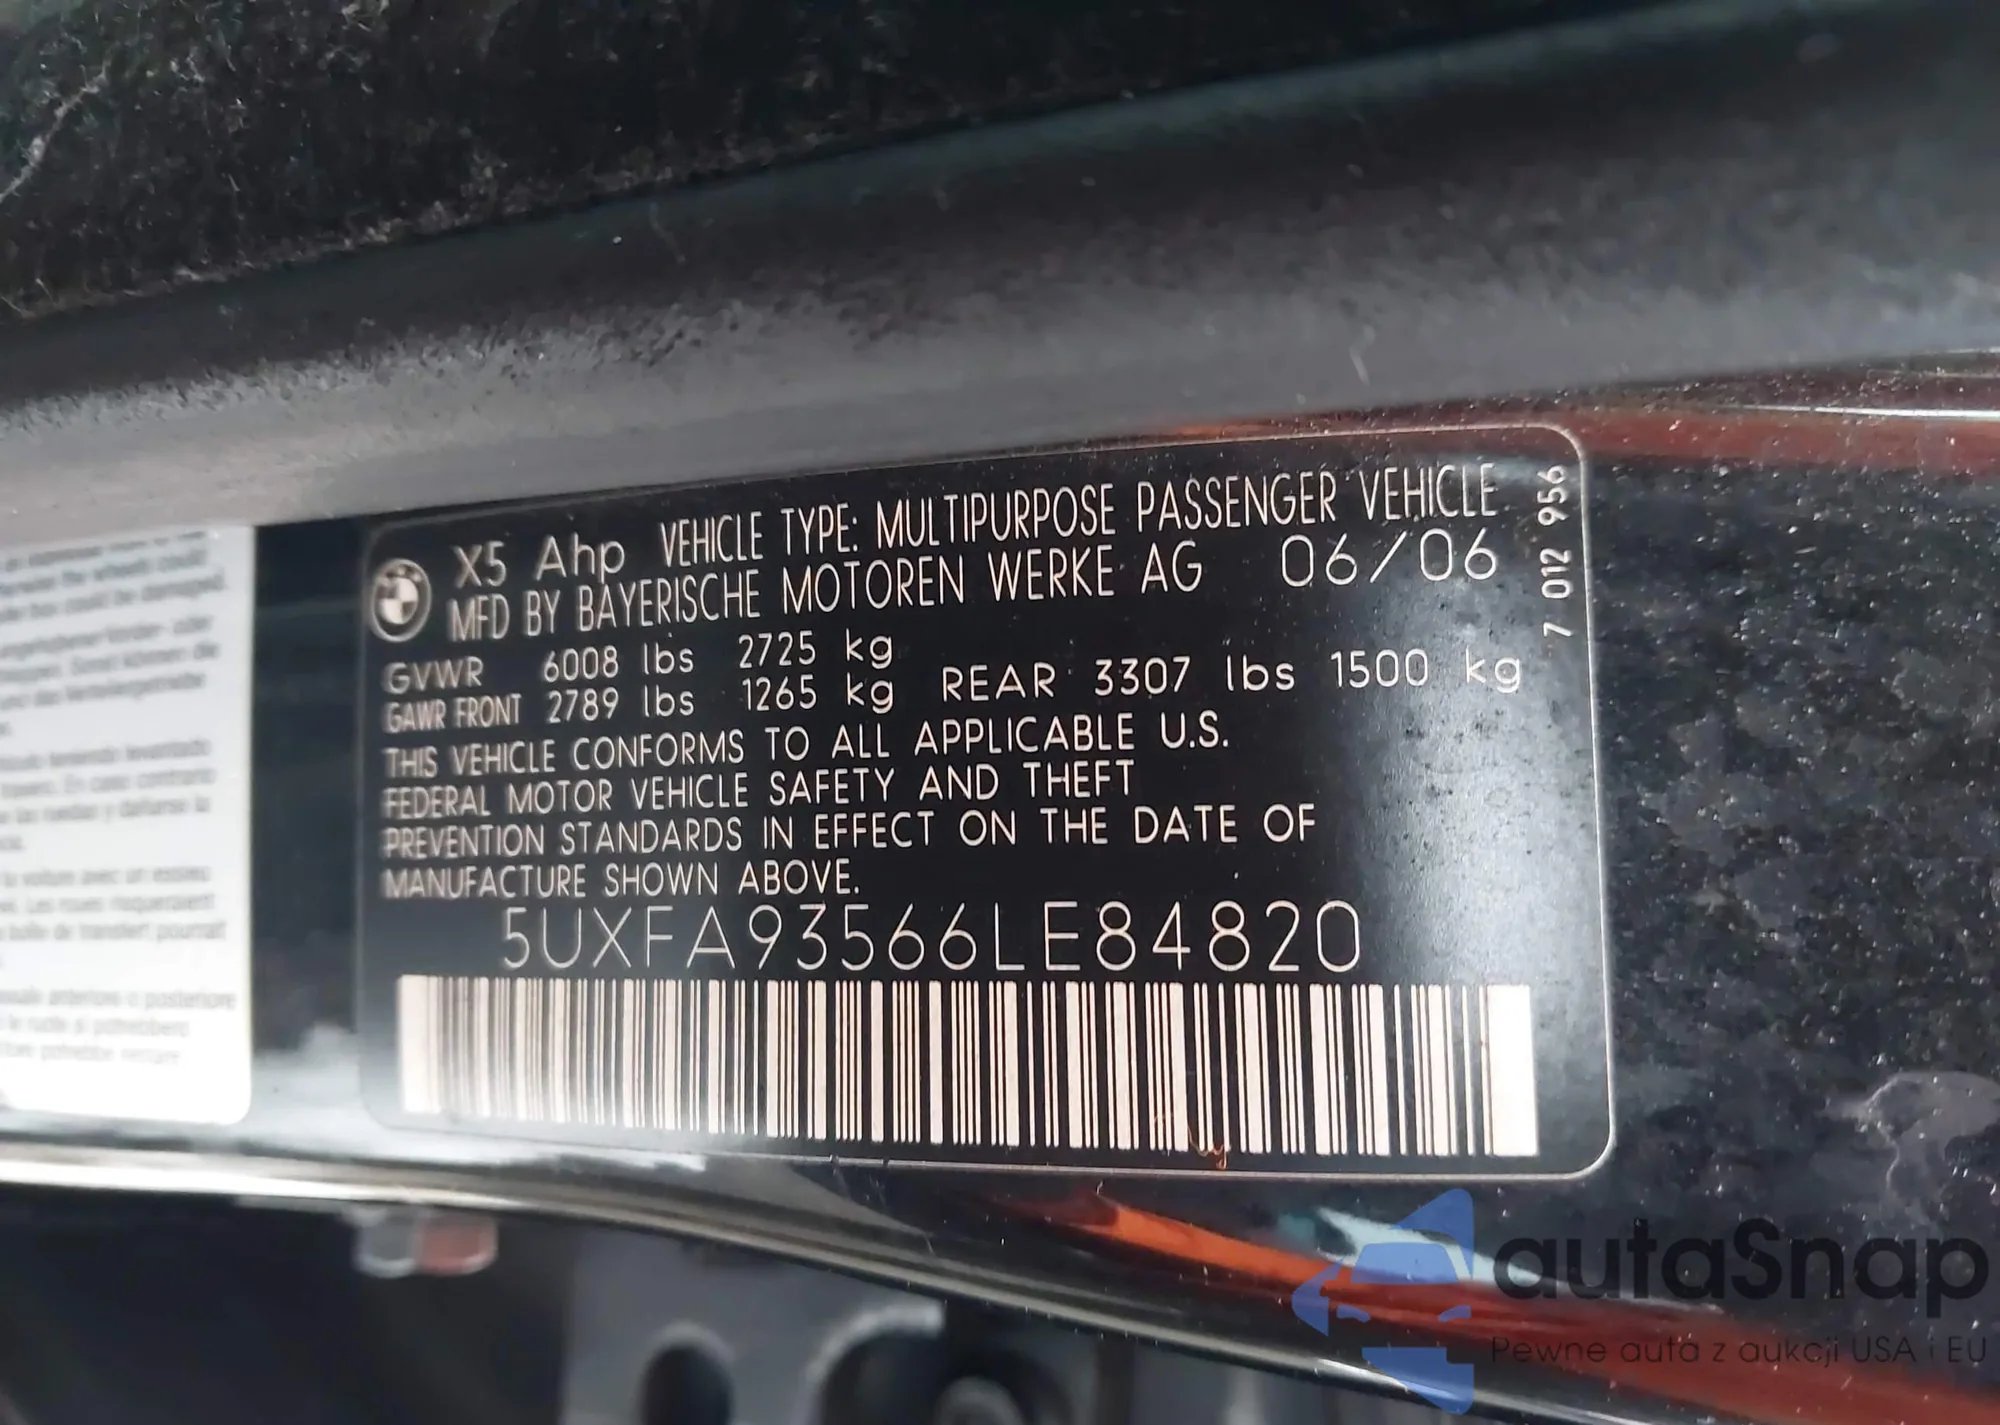 X5 Ahp VEHICLE TYPE: MULTIPURPOSE PASSENGER VEHICLE
MFD BY BAYERISCHE MOTOREN WERKE AG 06/06
GVWR 6008 lbs 2725 kg
GAWR FRONT 2789 lbs 1265 kg REAR 3307 lbs 1500 kg
THIS VEHICLE CONFORMS TO ALL APPLICABLE U.S.
FEDERAL MOTOR VEHICLE SAFETY AND THEFT
PREVENTION STANDARDS IN EFFECT ON THE DATE OF
MANUFACTURE SHOWN ABOVE.
5UXFA93566LE84820
7 012 956
autaSnap
Pewne auta z aukcji USA i EU